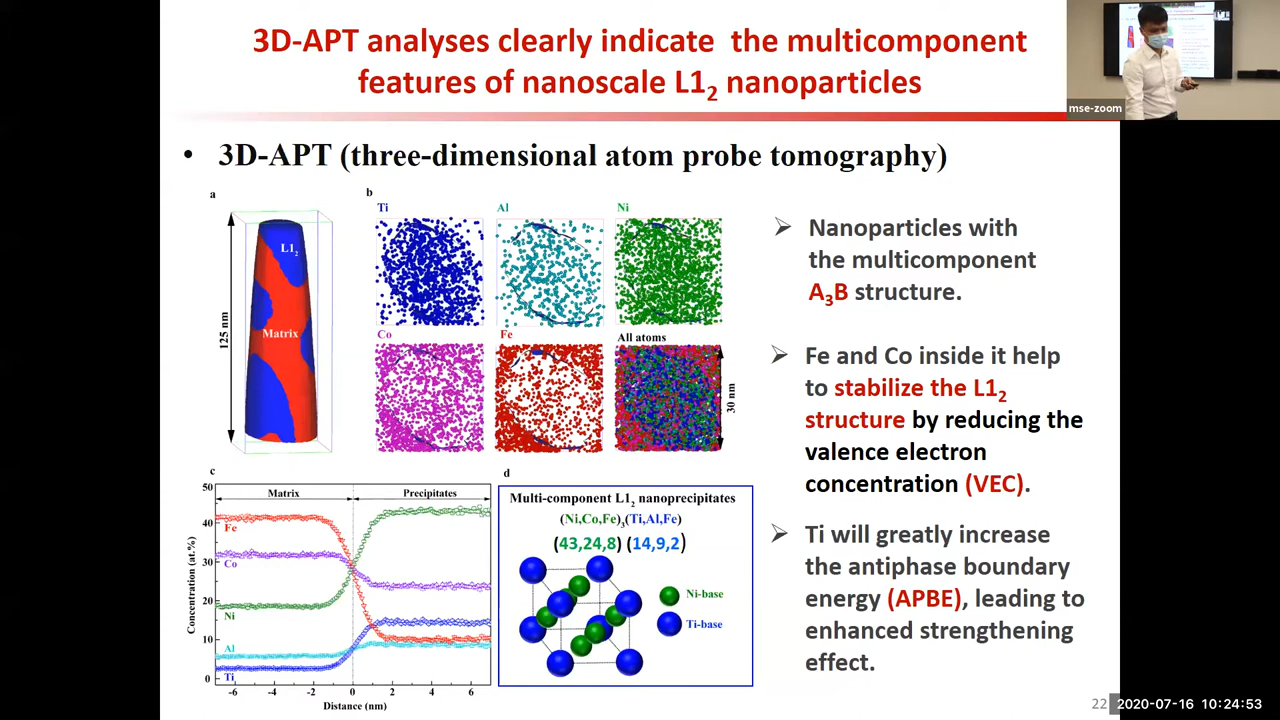 3D-APT analyses clearly indicate the multicomponent
features of nanoscale L1₂ nanoparticles
mse-zoom
• 3D-APT (three-dimensional atom probe tomography)
a
125 nm
L1₂
Matrix
b
Ti
Al
Ni
Co
Fe
All atoms
30 nm
c
Matrix
Precipitates
Concentration (at.%)
50
40
30
20
10
0
Fe
Co
Ni
Al
Ti
-6 -4 -2 0 2 4 6
Distance (nm)
d
Multi-component L1₂ nanoprecipitates
(Ni,Co,Fe)₃(Ti,Al,Fe)
(43,24,8) (14,9,2)
Ni-base
Ti-base
➢ Nanoparticles with
the multicomponent
A₃B structure.
➢ Fe and Co inside it help
to stabilize the L1₂
structure by reducing the
valence electron
concentration (VEC).
➢ Ti will greatly increase
the antiphase boundary
energy (APBE), leading to
enhanced strengthening
effect.
22
2020-07-16 10:24:53